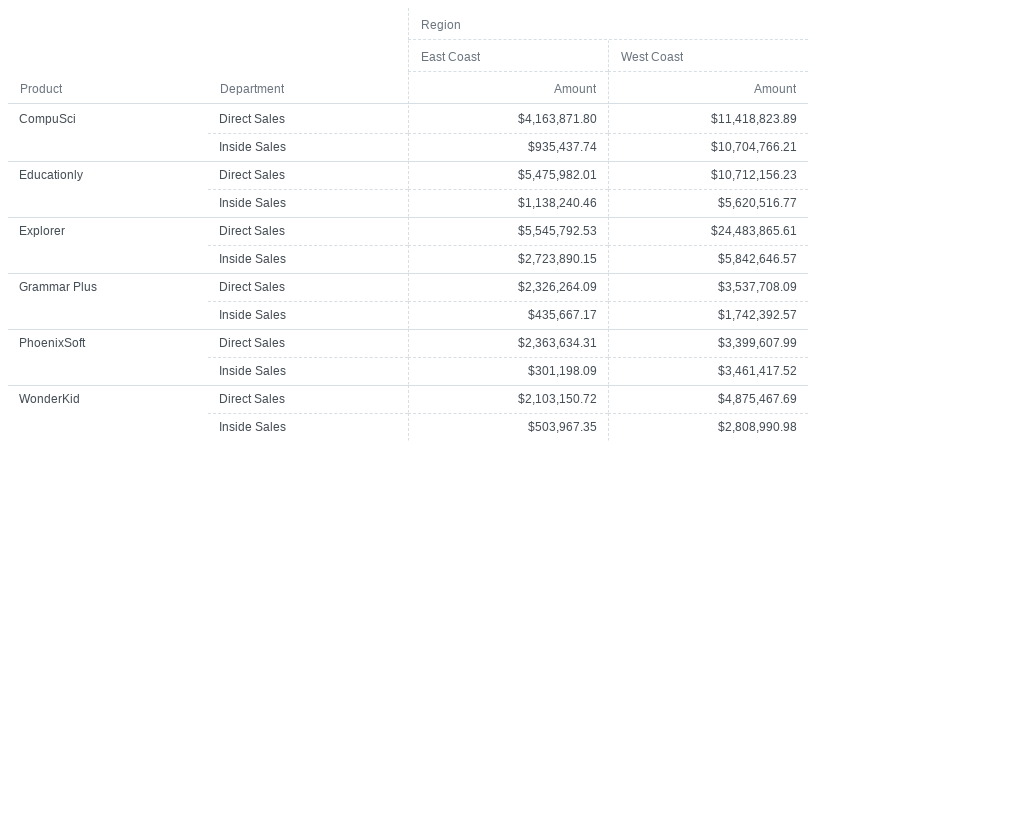 Region
East Coast West Coast
Product Department Amount Amount
CompuSci Direct Sales $4,163,871.80 $11,418,823.89
Inside Sales $935,437.74 $10,704,766.21
Educationly Direct Sales $5,475,982.01 $10,712,156.23
Inside Sales $1,138,240.46 $5,620,516.77
Explorer Direct Sales $5,545,792.53 $24,483,865.61
Inside Sales $2,723,890.15 $5,842,646.57
Grammar Plus Direct Sales $2,326,264.09 $3,537,708.09
Inside Sales $435,667.17 $1,742,392.57
PhoenixSoft Direct Sales $2,363,634.31 $3,399,607.99
Inside Sales $301,198.09 $3,461,417.52
WonderKid Direct Sales $2,103,150.72 $4,875,467.69
Inside Sales $503,967.35 $2,808,990.98